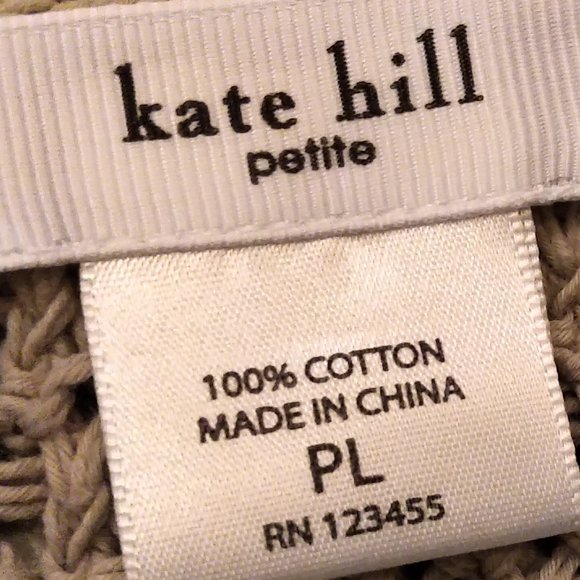 kate hill
petite
100% COTTON
MADE IN CHINA
PL
RN 123455